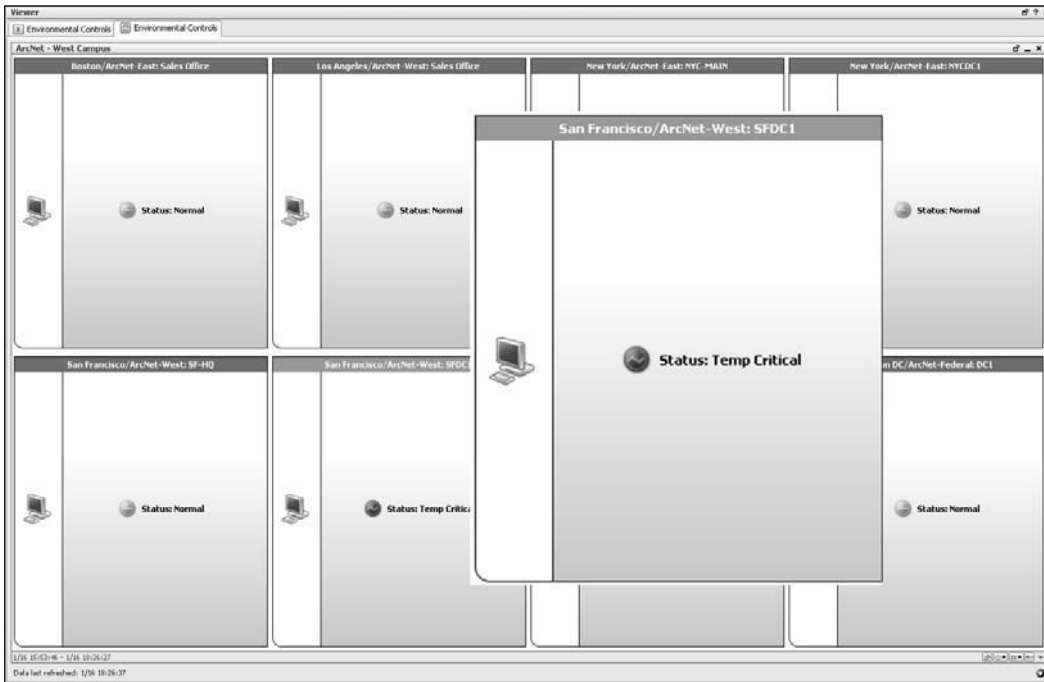 Viewer
Environmental Controls
Environmental Controls
ArcNet - West Campus
Boston/ArcNet-East: Sales Office
Los Angeles/ArcNet-West: Sales Office
New York/ArcNet-East: NYC-MAIN
New York/ArcNet-East: NYCDC1
San Francisco/ArcNet-West: SFDC1
Status: Normal
Status: Normal
Status: Normal
Status: Temp Critical
San Francisco/ArcNet-West: SF-HQ
San Francisco/ArcNet-West: SFDC
DC/ArcNet-Federal: DC1
Status: Normal
Status: Temp Critica
Status: Normal
1/16 15:53:46 - 1/16 18:26:27
Data last refreshed: 1/16 18:26:37